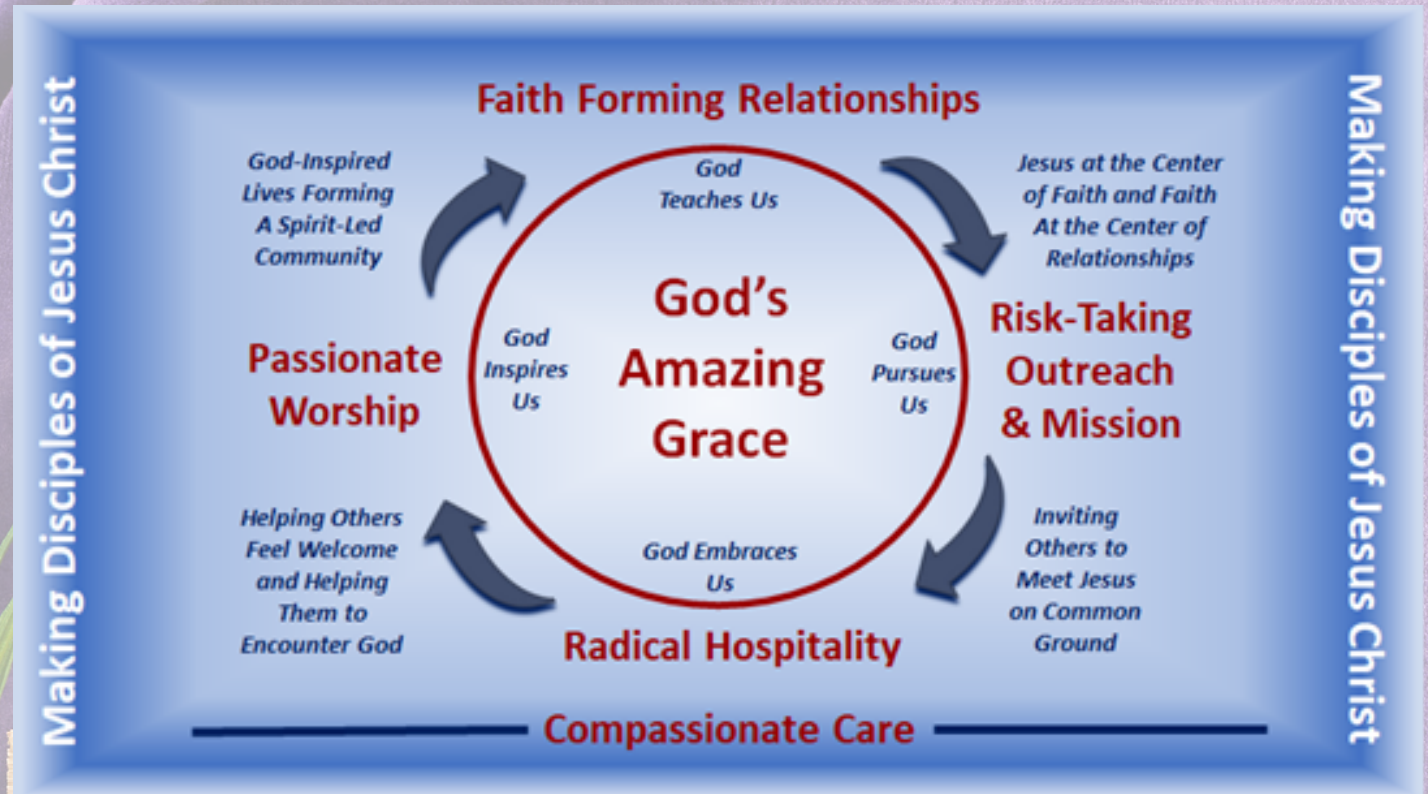 Making Disciples of Jesus Christ
Faith Forming Relationships
God-Inspired
Lives Forming
A Spirit-Led
Community
God
Teaches Us
Jesus at the Center
of Faith and Faith
At the Center of
Relationships
Passionate
Worship
God
Inspires
Us
God's
Amazing
Grace
God
Pursues
Us
Risk-Taking
Outreach
& Mission
Helping Others
Feel Welcome
and Helping
Them to
Encounter God
God Embraces
Us
Inviting
Others to
Meet Jesus
on Common
Ground
Radical Hospitality
Compassionate Care
Making Disciples of Jesus Christ